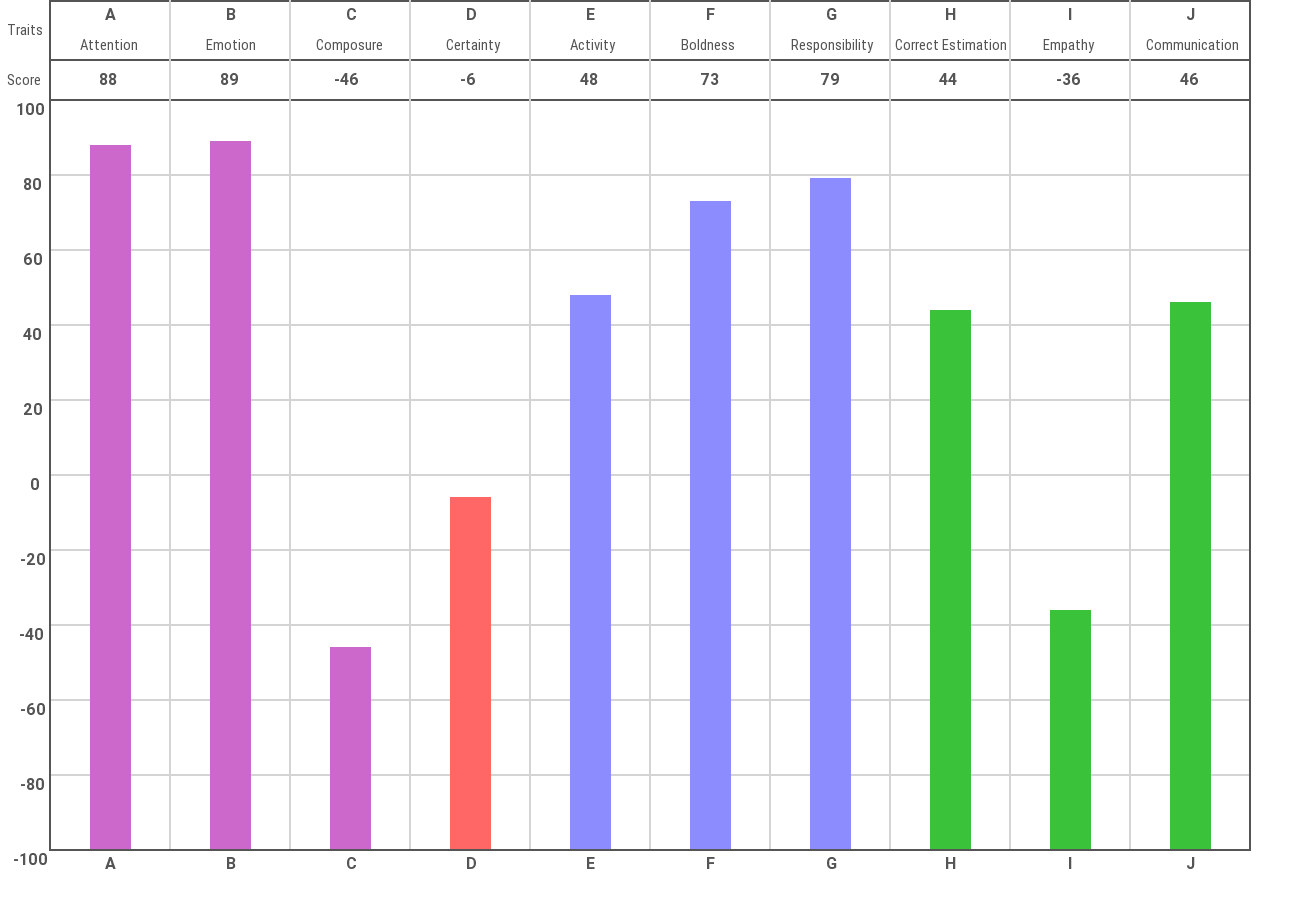 Traits A B C D E F G H I J
Attention Emotion Composure Certainty Activity Boldness Responsibility Correct Estimation Empathy Communication
Score 88 89 -46 -6 48 73 79 44 -36 46
100
80
60
40
20
0
-20
-40
-60
-80
-100
A B C D E F G H I J